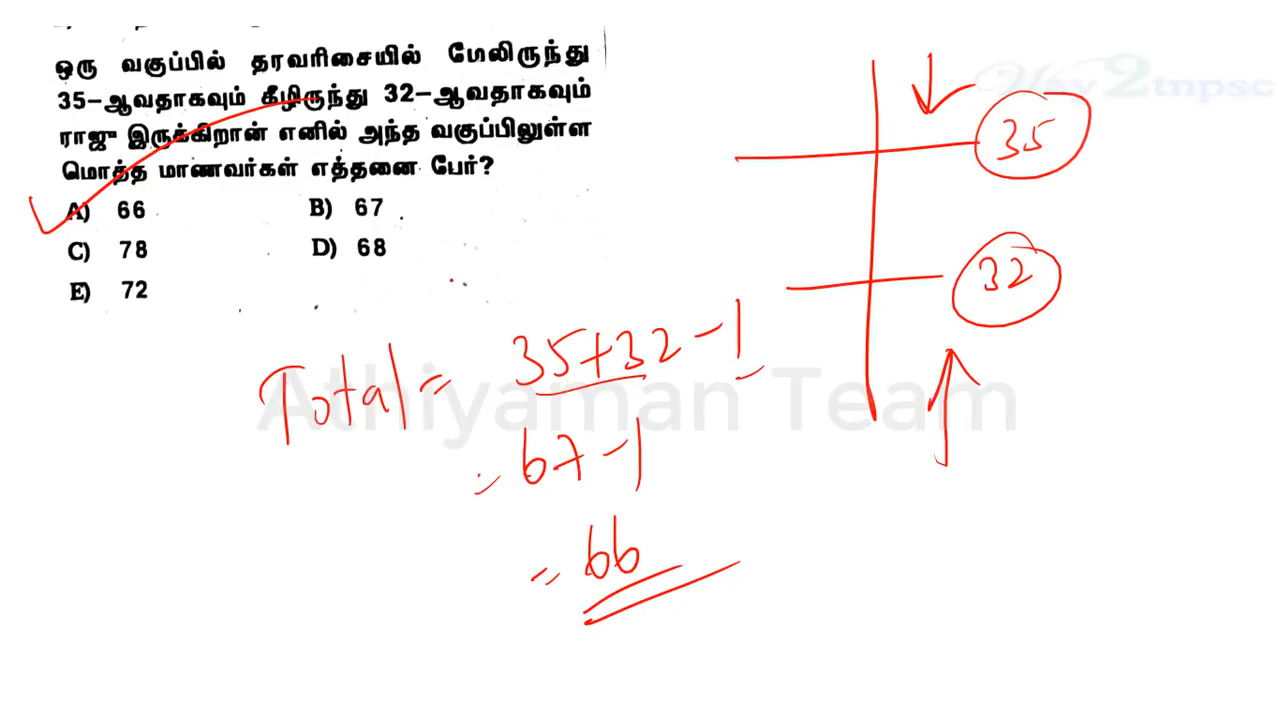 ஒரு வகுப்பில் தரவரிசையில் மேலிருந்து
35-ஆவதாகவும் கீழிருந்து 32-ஆவதாகவும்
ராஜு இருக்கிறான் எனில் அந்த வகுப்பிலுள்ள
மொத்த மாணவர்கள் எத்தனை பேர்?
A) 66 B) 67
C) 78 D) 68
E) 72
2tnpsc
35
32
Total = 35+32-1
= 67-1
= 66
Athiyaman Team